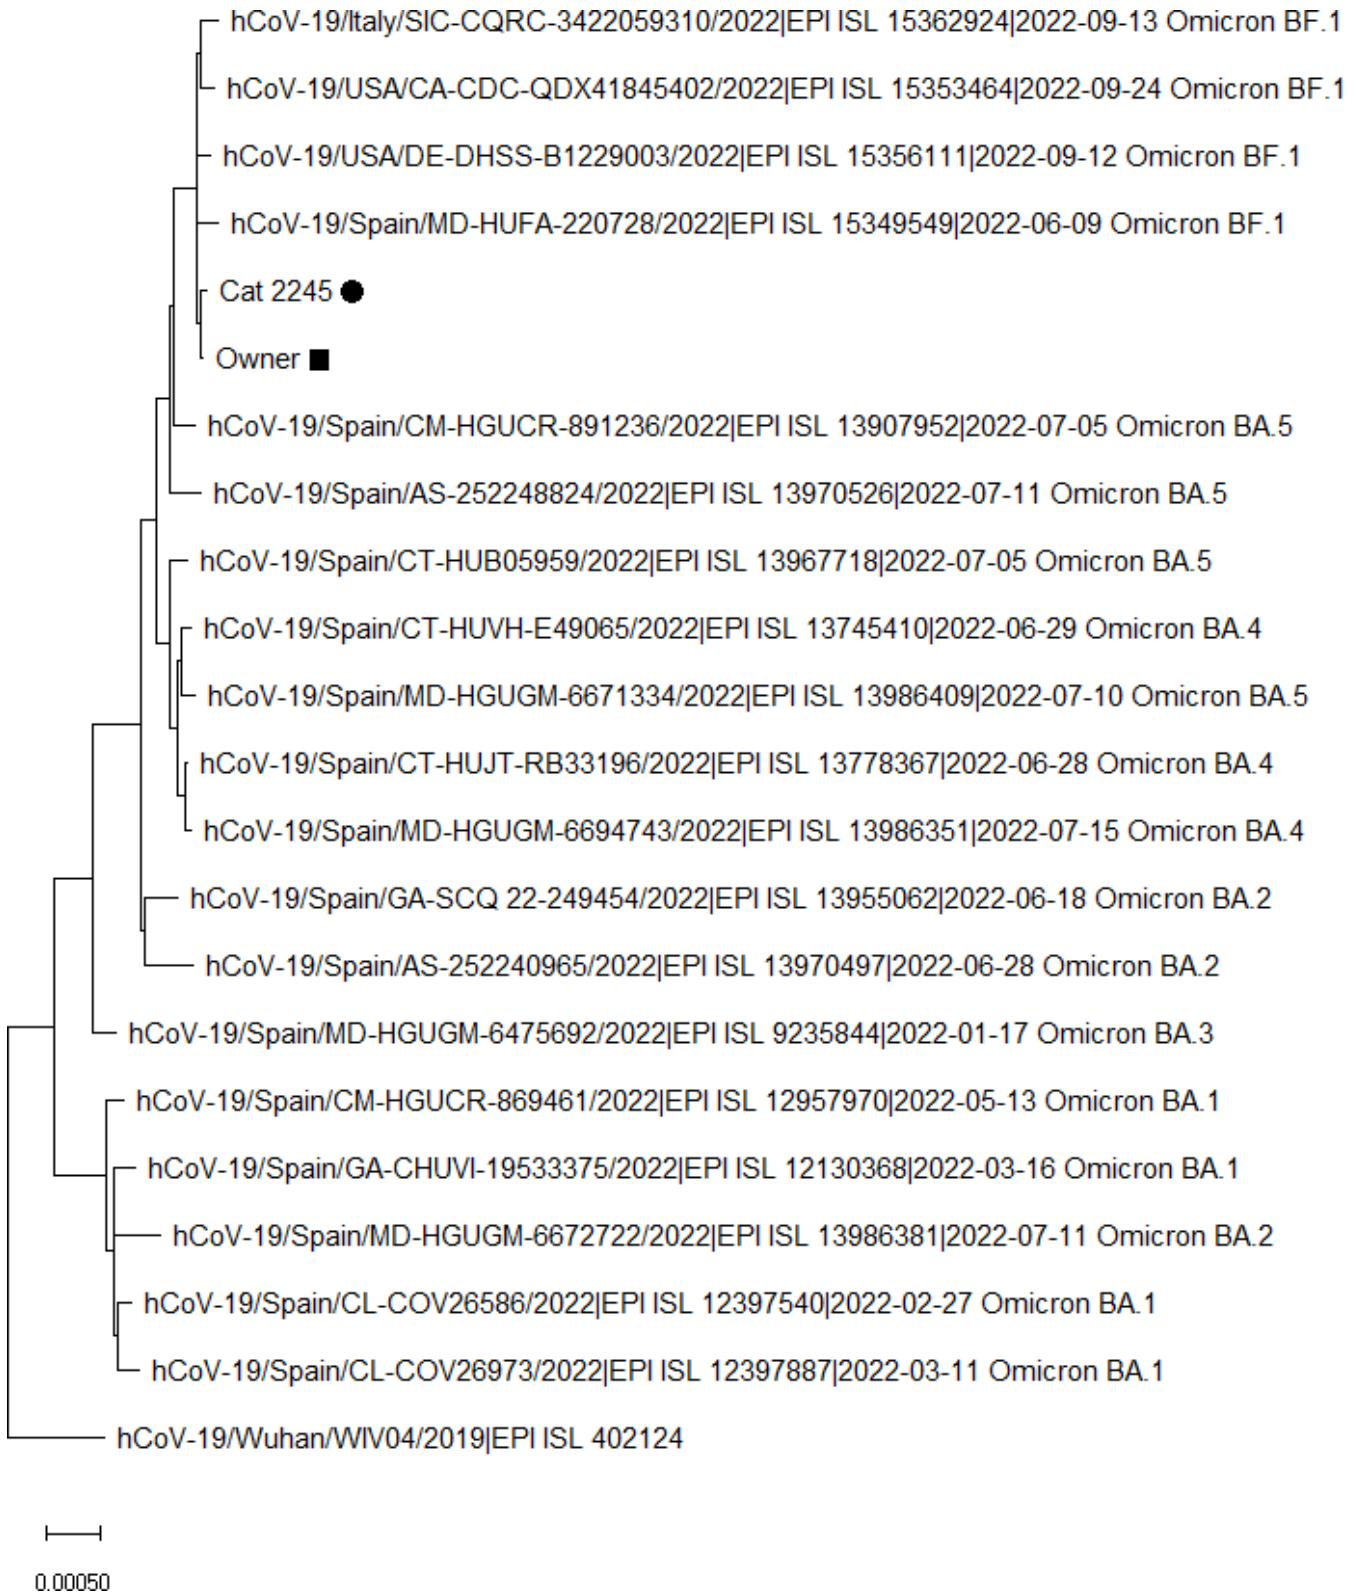 hCoV-19/Italy/SIC-CQRC-3422059310/2022|EPI ISL 15362924|2022-09-13 Omicron BF.1
hCoV-19/USA/CA-CDC-QDX41845402/2022|EPI ISL 15353464|2022-09-24 Omicron BF.1
hCoV-19/USA/DE-DHSS-B1229003/2022|EPI ISL 15356111|2022-09-12 Omicron BF.1
hCoV-19/Spain/MD-HUFA-220728/2022|EPI ISL 15349549|2022-06-09 Omicron BF.1
Cat 2245
Owner
hCoV-19/Spain/CM-HGUCR-891236/2022|EPI ISL 13907952|2022-07-05 Omicron BA.5
hCoV-19/Spain/AS-252248824/2022|EPI ISL 13970526|2022-07-11 Omicron BA.5
hCoV-19/Spain/CT-HUB05959/2022|EPI ISL 13967718|2022-07-05 Omicron BA.5
hCoV-19/Spain/CT-HUVH-E49065/2022|EPI ISL 13745410|2022-06-29 Omicron BA.4
hCoV-19/Spain/MD-HGUGM-6671334/2022|EPI ISL 13986409|2022-07-10 Omicron BA.5
hCoV-19/Spain/CT-HUJT-RB33196/2022|EPI ISL 13778367|2022-06-28 Omicron BA.4
hCoV-19/Spain/MD-HGUGM-6694743/2022|EPI ISL 13986351|2022-07-15 Omicron BA.4
hCoV-19/Spain/GA-SCQ 22-249454/2022|EPI ISL 13955062|2022-06-18 Omicron BA.2
hCoV-19/Spain/AS-252240965/2022|EPI ISL 13970497|2022-06-28 Omicron BA.2
hCoV-19/Spain/MD-HGUGM-6475692/2022|EPI ISL 9235844|2022-01-17 Omicron BA.3
hCoV-19/Spain/CM-HGUCR-869461/2022|EPI ISL 12957970|2022-05-13 Omicron BA.1
hCoV-19/Spain/GA-CHUVI-19533375/2022|EPI ISL 12130368|2022-03-16 Omicron BA.1
hCoV-19/Spain/MD-HGUGM-6672722/2022|EPI ISL 13986381|2022-07-11 Omicron BA.2
hCoV-19/Spain/CL-COV26586/2022|EPI ISL 12397540|2022-02-27 Omicron BA.1
hCoV-19/Spain/CL-COV26973/2022|EPI ISL 12397887|2022-03-11 Omicron BA.1
hCoV-19/Wuhan/WIV04/2019|EPI ISL 402124
0.00050